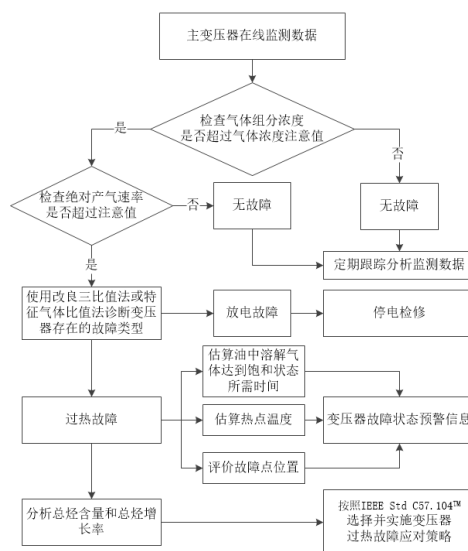 主变压器在线监测数据
检查气体组分浓度
是否超过气体浓度注意值
是
否
检查绝对产气速率
是否超过注意值
否
无故障
无故障
是
定期跟踪分析监测数据
使用改良三比值法或特
征气体比值法诊断变压
器存在的故障类型
放电故障
停电检修
估算油中溶解气
体达到饱和状态
所需时间
过热故障
估算热点温度
变压器故障状态预警信息
评价故障点位置
分析总烃含量和总烃增
长率
按照IEEE Std C57.104™
选择并实施变压器
过热故障应对策略